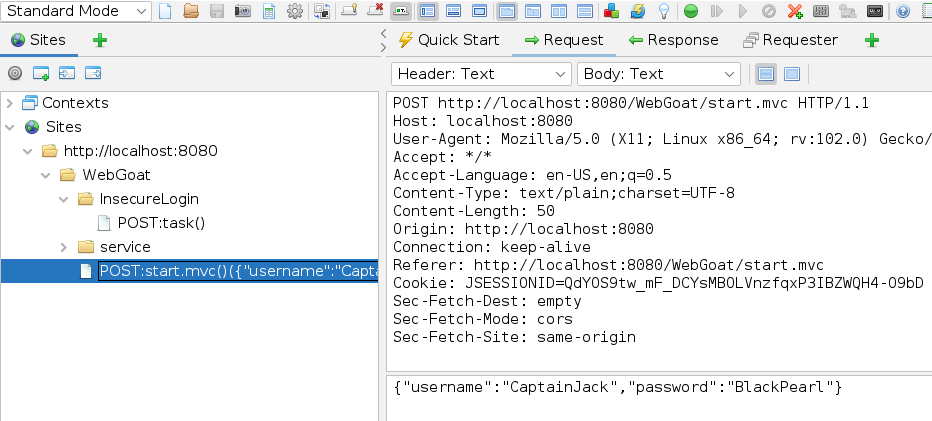 Standard Mode
Sites
Quick Start
Request
Response
Requester
Header: Text
Body: Text
Contexts
Sites
http://localhost:8080
WebGoat
InsecureLogin
POST:task()
service
POST:start.mvc()({"username":"Capta
POST http://localhost:8080/WebGoat/start.mvc HTTP/1.1
Host: localhost:8080
User-Agent: Mozilla/5.0 (X11; Linux x86_64; rv:102.0) Gecko/
Accept: */*
Accept-Language: en-US,en;q=0.5
Content-Type: text/plain;charset=UTF-8
Content-Length: 50
Origin: http://localhost:8080
Connection: keep-alive
Referer: http://localhost:8080/WebGoat/start.mvc
Cookie: JSESSIONID=QdYOS9tw_mF_DCYsMBOLVnzfqxP3IBZWQH4-O9bD
Sec-Fetch-Dest: empty
Sec-Fetch-Mode: cors
Sec-Fetch-Site: same-origin
{"username":"CaptainJack","password":"BlackPearl"}